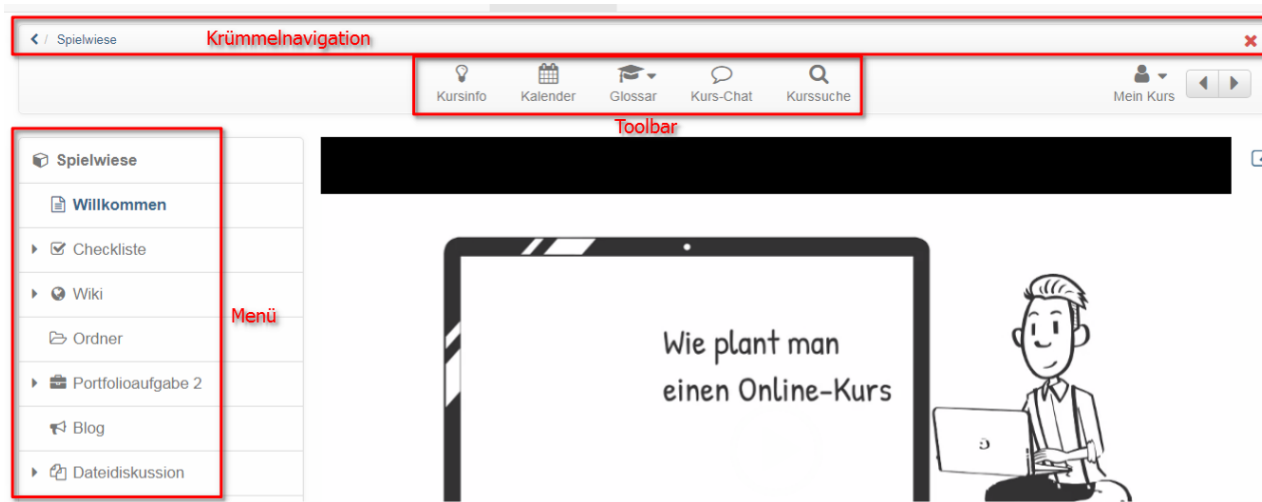 / Spielwiese Krümmelnavigation
Kursinfo Kalender Glossar Kurs-Chat Kurssuche Mein Kurs
Toolbar
Spielwiese
Willkommen
Checkliste
Wiki
Menü
Ordner
Portfolioaufgabe 2
Blog
Dateidiskussion
Wie plant man
einen Online-Kurs